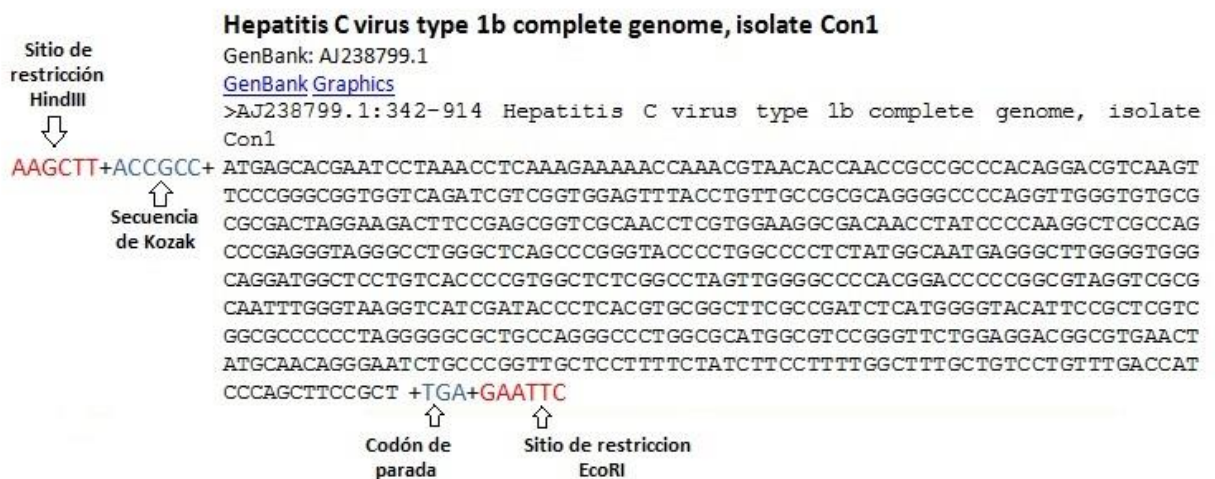 Hepatitis C virus type 1b complete genome, isolate Con1
GenBank: AJ238799.1
GenBank Graphics
>AJ238799.1:342-914 Hepatitis C virus type 1b complete genome, isolate
Con1
Sitio de
restricción
HindIII
AAGCTT+ACCGCC+ ATGAGCACGAATCCTAAACCTCAAAGAAAAACCAAACGTAACACCAACCGCCGCCCACAGGACGTCAAGT
TCCCGGGCGGTGGTCAGATCGTCGGTGGAGTTTACCTGTTGCCGCGCAGGGGCCCCAGGTTGGGTGTGCG
CGCGACTAGGAAGACTTCCGAGCGGTCGCAACCTCGTGGAAGGCGACAACCTATCCCCAAGGCTCGCCAG
CCCGAGGGTAGGGCCTGGGCTCAGCCCGGGTACCCCTGGCCCCTCTATGGCAATGAGGGCTTGGGGTGGG
CAGGATGGCTCCTGTCACCCCGTGGCTCTCGGCCTAGTTGGGGCCCCACGGACCCCCGGCGTAGGTCGCG
CAATTTGGGTAAGGTCATCGATACCCTCACGTGCGGCTTCGCCGATCTCATGGGGTACATTCCGCTCGTC
GGCGCCCCCCTAGGGGGCGCTGCCAGGGCCCTGGCGCATGGCGTCCGGGTTCTGGAGGACGGCGTGAACT
ATGCAACAGGGAATCTGCCCGGTTGCTCCTTTTCTATCTTCCTTTTGGCTTTGCTGTCCTGTTTGACCAT
CCCAGCTTCCGCT +TGA+GAATTC
Secuencia
de Kozak
Codón de
parada
Sitio de restriccion
EcoRI